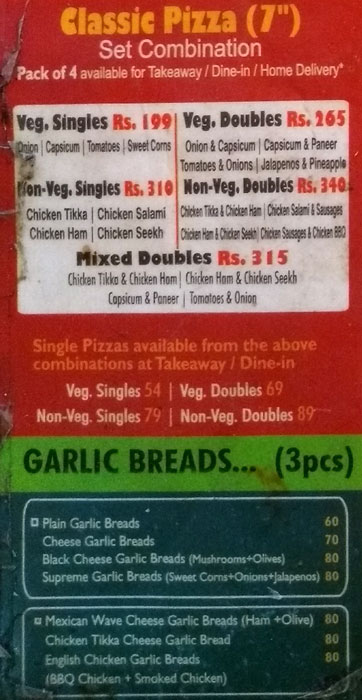 Classic Pizza (7")
Set Combination
Pack of 4 available for Takeaway / Dine-in / Home Delivery*
Veg. Singles Rs. 199
Onion | Capsicum | Tomatoes | Sweet Corns
Veg. Doubles Rs. 265
Onion & Capsicum | Capsicum & Paneer
Tomatoes & Onions | Jalapenos & Pineapple
Non-Veg. Singles Rs. 310
Chicken Tikka | Chicken Salami
Chicken Ham | Chicken Seekh
Non-Veg. Doubles Rs. 340
Chicken Tikka & Chicken Ham | Chicken Salami & Sausages
Chicken Ham & Chicken Seekh | Chicken Sausages & Chicken BBQ
Mixed Doubles Rs. 315
Chicken Tikka & Chicken Ham | Chicken Ham & Chicken Seekh
Capsicum & Paneer | Tomatoes & Onion
Single Pizzas available from the above
combinations at Takeaway / Dine-in
Veg. Singles 54 | Veg. Doubles 69
Non-Veg. Singles 79 | Non-Veg. Doubles 89
GARLIC BREADS... (3pcs)
Plain Garlic Breads 60
Cheese Garlic Breads 70
Black Cheese Garlic Breads (Mushrooms+Olives) 80
Supreme Garlic Breads (Sweet Corns+Onions+Jalapenos) 80
Mexican Wave Cheese Garlic Breads (Ham +Olive) 80
Chicken Tikka Cheese Garlic Bread 80
English Chicken Garlic Breads 80
(BBQ Chicken + Smoked Chicken)